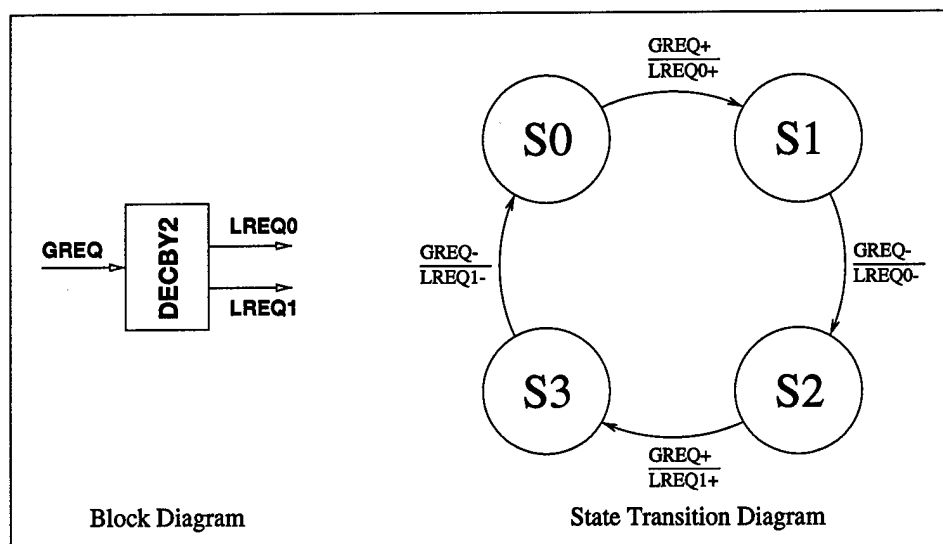 GREQ
DECBY2
LREQ0
LREQ1
Block Diagram
GREQ+
LREQ0+
S0
S1
GREQ-
LREQ1-
GREQ-
LREQ0-
S3
S2
GREQ+
LREQ1+
State Transition Diagram